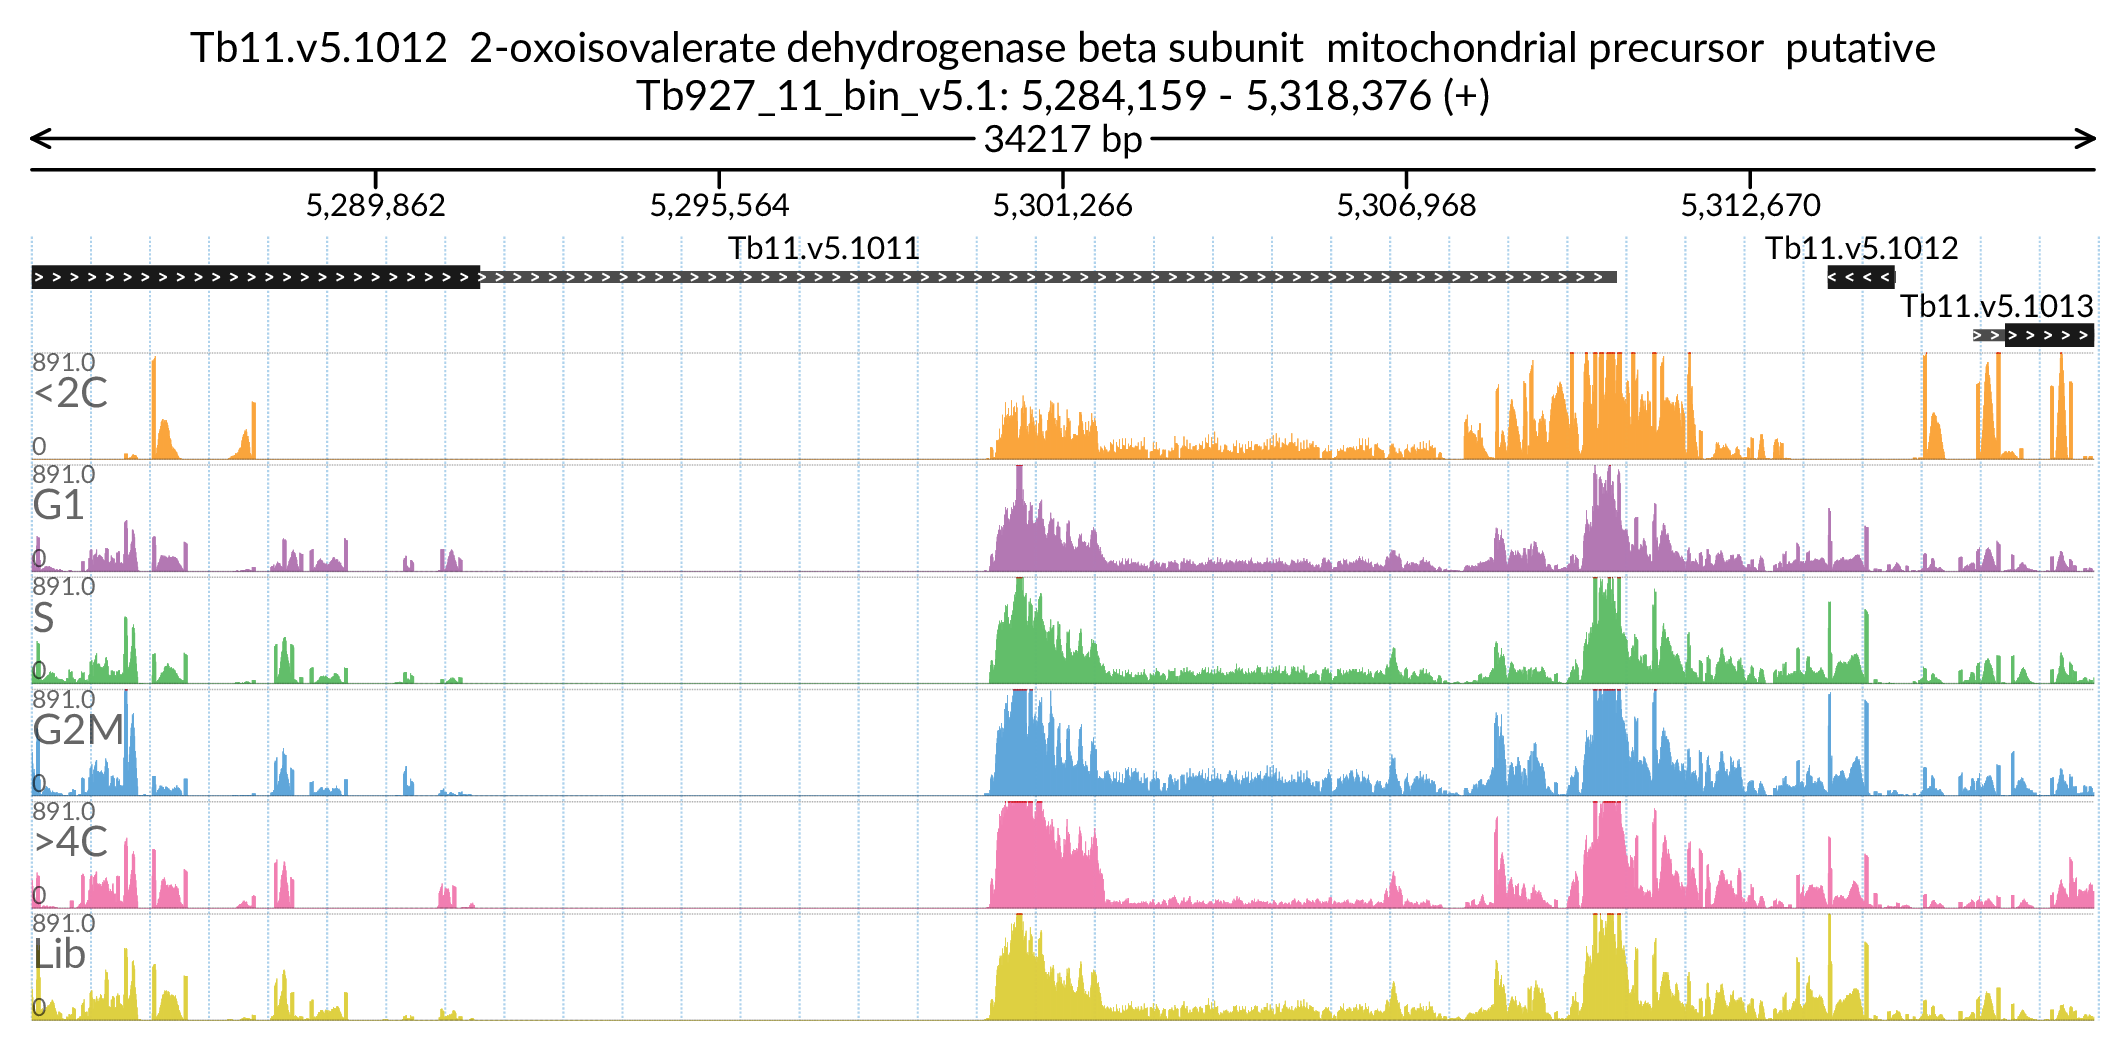 Tb11.v5.1012 2-oxoisovalerate dehydrogenase beta subunit mitochondrial precursor putative
Tb927_11_bin_v5.1: 5,284,159 - 5,318,376 (+)
34217 bp
5,289,862 5,295,564 5,301,266 5,306,968 5,312,670
Tb11.v5.1011 Tb11.v5.1012
Tb11.v5.1013
891.0
<2C
0
891.0
G1
0
891.0
S
0
891.0
G2M
0
891.0
>4C
0
891.0
Lib
0